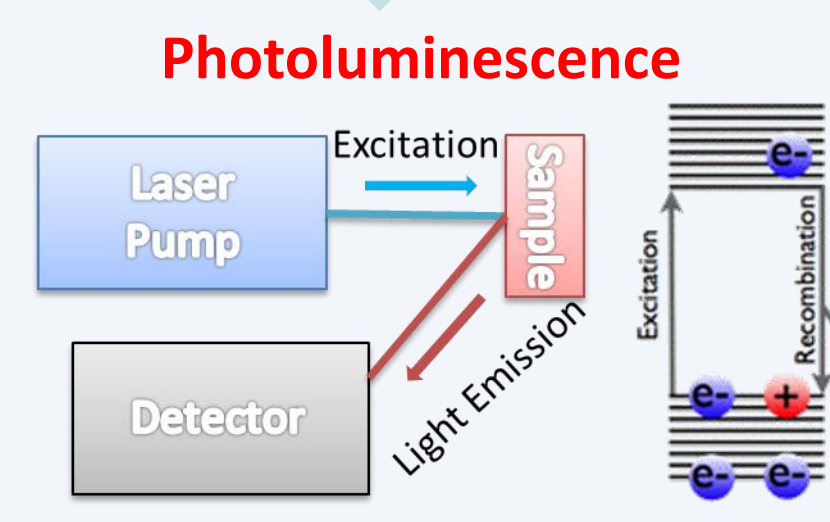 Photoluminescence
Laser
Pump
Excitation
Sample
Light Emission
Detector
e-
Excitation
Recombination
e- +
e- e-